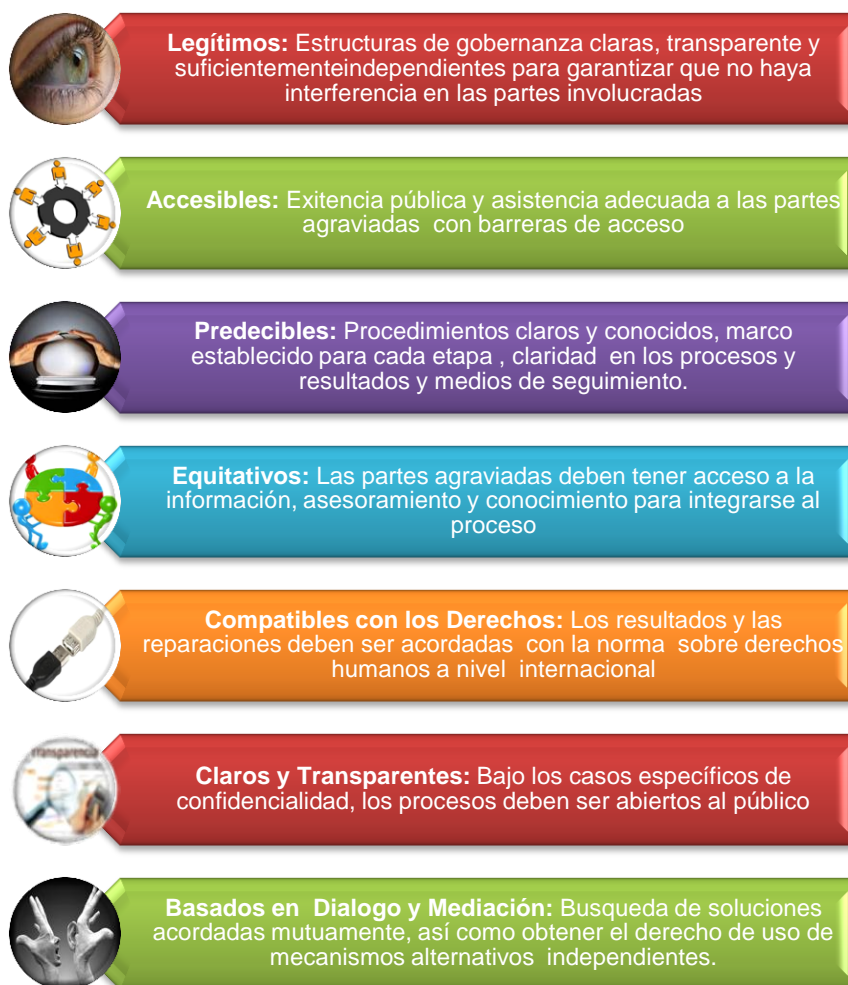 Legítimos: Estructuras de gobernanza claras, transparente y
suficientementeindependientes para garantizar que no haya
interferencia en las partes involucradas
Accesibles: Exitencia pública y asistencia adecuada a las partes
agraviadas con barreras de acceso
Predecibles: Procedimientos claros y conocidos, marco
establecido para cada etapa , claridad en los procesos y
resultados y medios de seguimiento.
Equitativos: Las partes agraviadas deben tener acceso a la
información, asesoramiento y conocimiento para integrarse al
proceso
Compatibles con los Derechos: Los resultados y las
reparaciones deben ser acordadas con la norma sobre derechos
humanos a nivel internacional
Transparencia
Claros y Transparentes: Bajo los casos específicos de
confidencialidad, los procesos deben ser abiertos al público
Basados en Dialogo y Mediación: Busqueda de soluciones
acordadas mutuamente, así como obtener el derecho de uso de
mecanismos alternativos independientes.